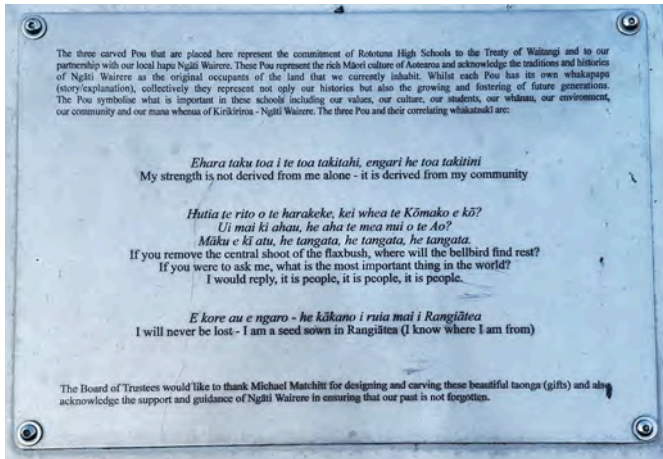 The three carved Pou that are placed here represent the commitment of Rototuna High Schools to the Treaty of Waitangi and to our
partnership with our local hapu Ngāti Wairere. These Pou represent the rich Māori culture of Aotearoa and acknowledge the traditions and histories
of Ngāti Wairere as the original occupants of the land that we currently inhabit. Whilst each Pou has its own whakapapa
(story/explanation), collectively they represent not only our histories but also the growing and fostering of future generations.
The Pou symbolise what is important in these schools including our values, our culture, our students, our whānau, our environment,
our community and our mana whenua of Kirikiriroa - Ngāti Wairere. The three Pou and their correlating whakataukī are:
Ehara taku toa i te toa takitahi, engari he toa takitini
My strength is not derived from me alone - it is derived from my community
Hutia te rito o te harakeke, kei whea te Kōmako e kō?
Ui mai ki ahau, he aha te mea nui o te Ao?
Māku e kī atu, he tangata, he tangata, he tangata.
If you remove the central shoot of the flaxbush, where will the bellbird find rest?
If you were to ask me, what is the most important thing in the world?
I would reply, it is people, it is people, it is people.
E kore au e ngaro - he kākano i ruia mai i Rangiātea
I will never be lost - I am a seed sown in Rangiātea (I know where I am from)
The Board of Trustees would like to thank Michael Matchitt for designing and carving these beautiful taonga (gifts) and also
acknowledge the support and guidance of Ngāti Wairere in ensuring that our past is not forgotten.